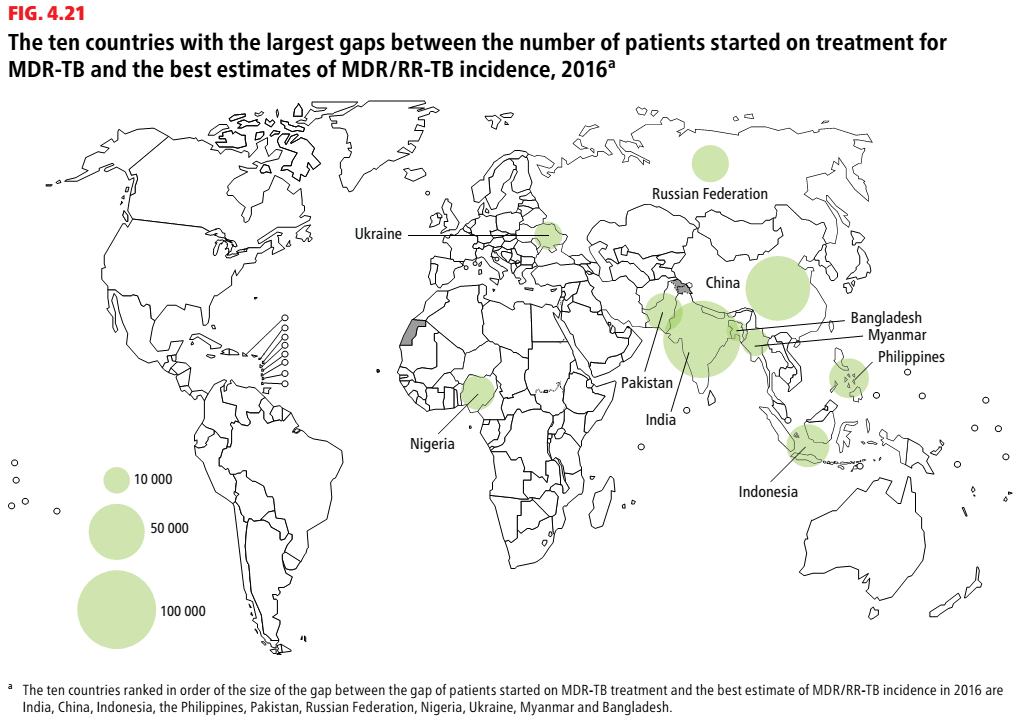 FIG. 4.21
The ten countries with the largest gaps between the number of patients started on treatment for
MDR-TB and the best estimates of MDR/RR-TB incidence, 2016ᵃ
Russian Federation
Ukraine
China
Bangladesh
Myanmar
Philippines
Pakistan
India
Nigeria
Indonesia
10 000
50 000
100 000
ᵃ The ten countries ranked in order of the size of the gap between the gap of patients started on MDR-TB treatment and the best estimate of MDR/RR-TB incidence in 2016 are
India, China, Indonesia, the Philippines, Pakistan, Russian Federation, Nigeria, Ukraine, Myanmar and Bangladesh.